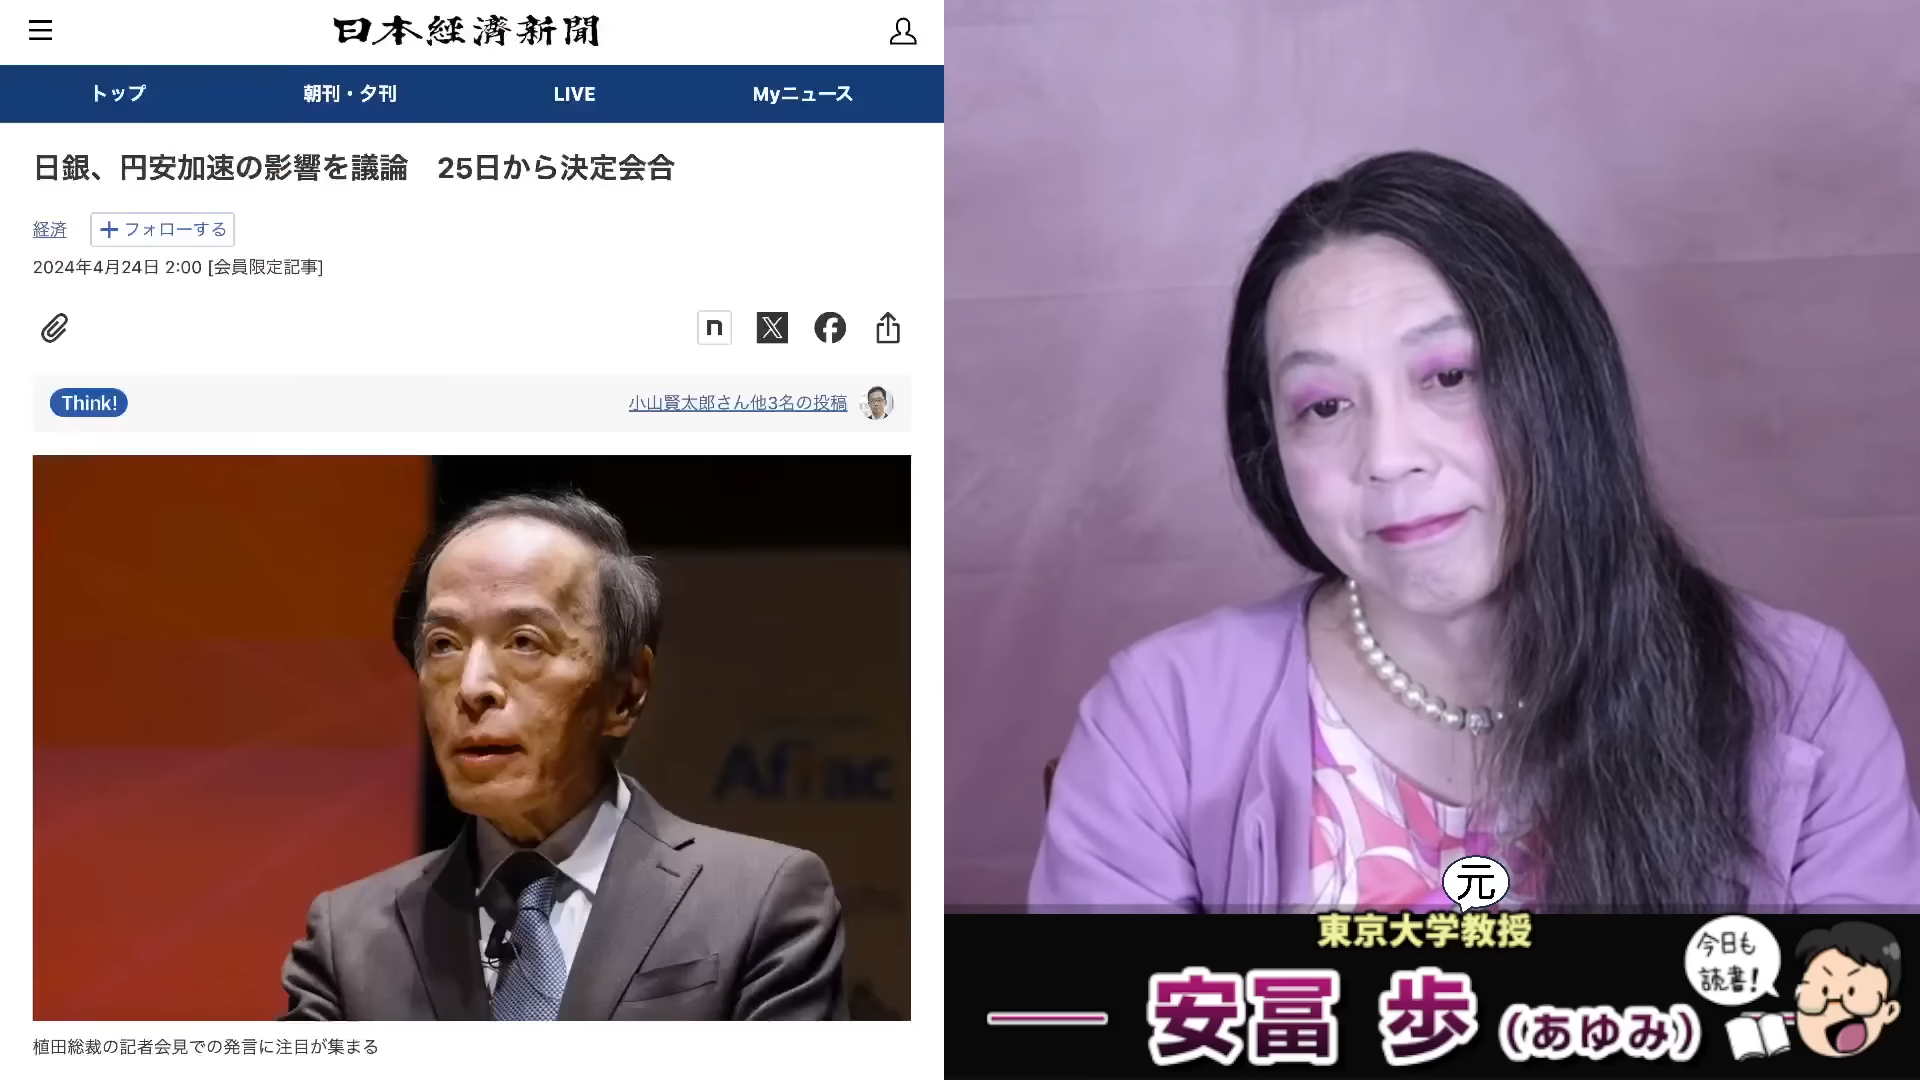 日本経済新聞
トップ 朝刊・夕刊 LIVE Myニュース
日銀、円安加速の影響を議論　25日から決定会合
経済 ＋フォローする
2024年4月24日 2:00 [会員限定記事]
n X f
Think! 小山賢太郎さん他3名の投稿
Aflac
植田総裁の記者会見での発言に注目が集まる
元
東京大学教授
安冨 歩 (あゆみ)
今日も
読書!